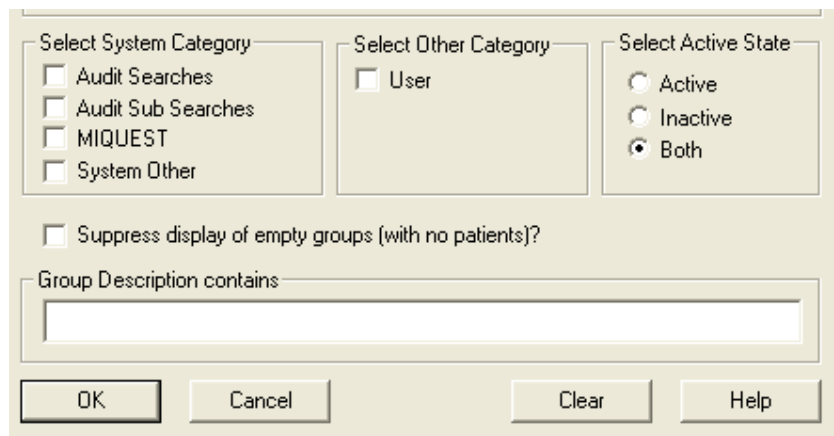 Select System Category
Audit Searches
Audit Sub Searches
MIQUEST
System Other
Select Other Category
User
Select Active State
Active
Inactive
Both
Suppress display of empty groups (with no patients)?
Group Description contains
OK
Cancel
Clear
Help